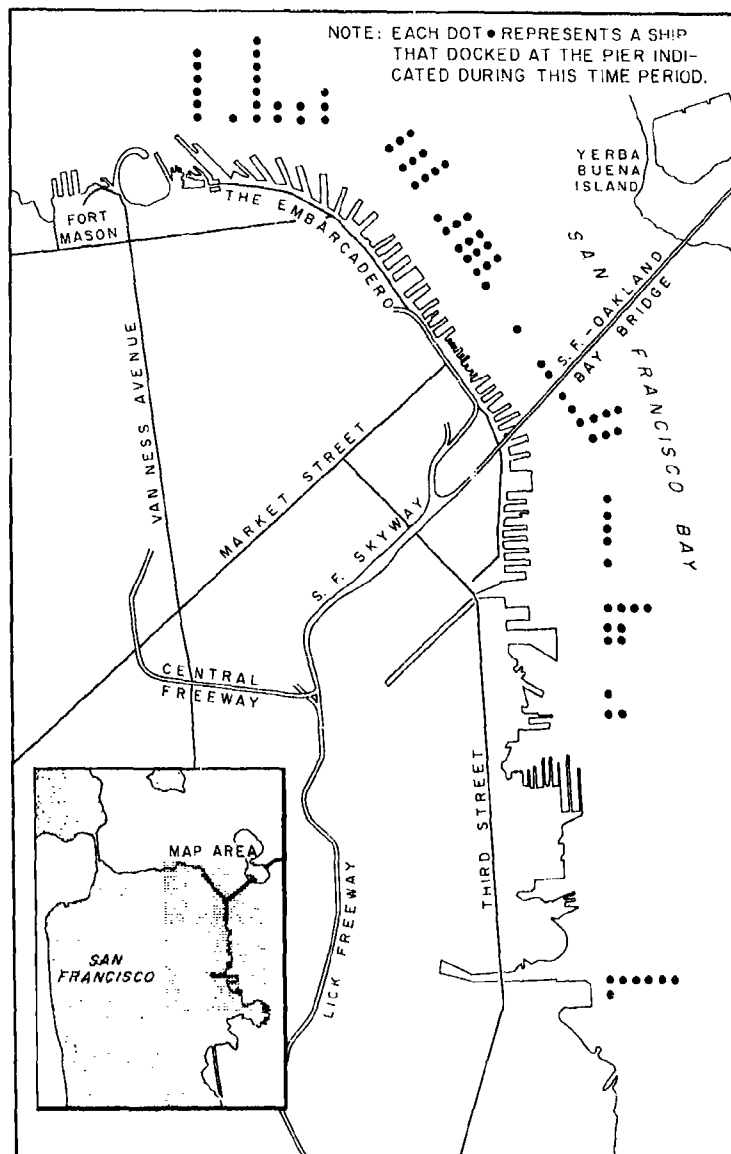 NOTE: EACH DOT ● REPRESENTS A SHIP
THAT DOCKED AT THE PIER INDI-
CATED DURING THIS TIME PERIOD.
YERBA
BUENA
ISLAND
FORT
MASON
THE EMBARCADERO
SAN FRANCISCO BAY
S.F.-OAKLAND
BAY BRIDGE
VAN NESS AVENUE
MARKET STREET
S.F. SKYWAY
CENTRAL
FREEWAY
THIRD STREET
LICK FREEWAY
MAP AREA
SAN
FRANCISCO